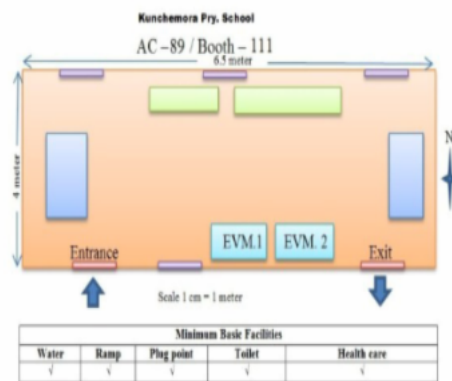 Kunchemora Pry. School
AC – 89 / Booth – 111
6.5 meter
4 meter
N
EVM.1 EVM. 2
Entrance Exit
Scale 1 cm = 1 meter
Minimum Basic Facilities
Water Ramp Plug point Toilet Health care
√ √ √ √ √